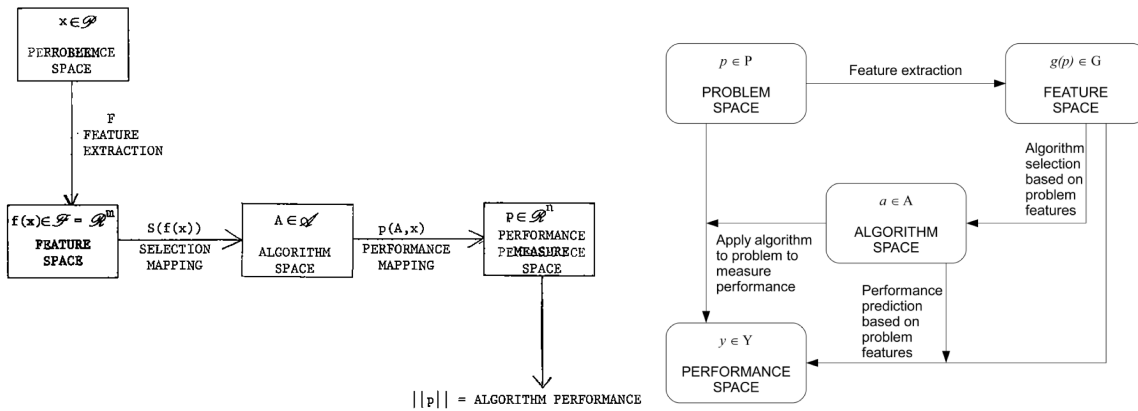 x ∈ 𝒫
SPACE
F
FEATURE
EXTRACTION
f(x) ∈ ℱ = ℛᵐ
FEATURE
SPACE
S(f(x))
SELECTION
MAPPING
A ∈ 𝒜
ALGORITHM
SPACE
p(A,x)
PERFORMANCE
MAPPING
p ∈ ℛⁿ
PERFORMANCE
MEASURE
SPACE
||p|| = ALGORITHM PERFORMANCE
p ∈ P
PROBLEM
SPACE
Feature extraction
g(p) ∈ G
FEATURE
SPACE
Algorithm
selection
based on
problem
features
a ∈ A
ALGORITHM
SPACE
Apply algorithm
to problem to
measure
performance
Performance
prediction
based on
problem
features
y ∈ Y
PERFORMANCE
SPACE